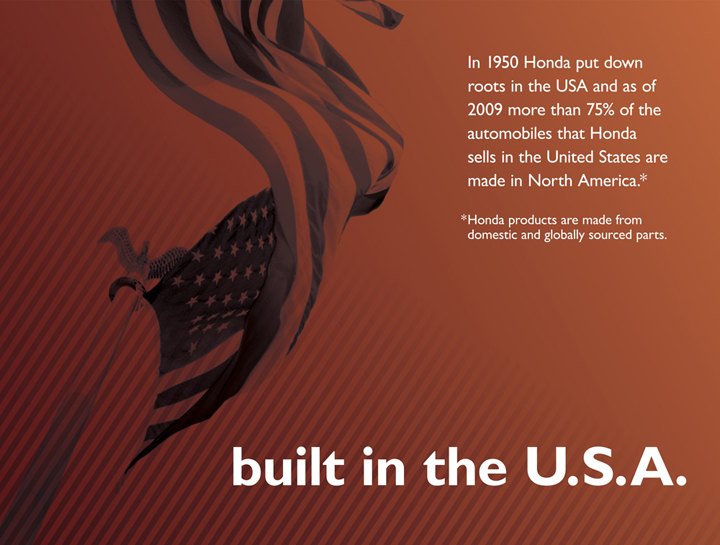 In 1950 Honda put down
roots in the USA and as of
2009 more than 75% of the
automobiles that Honda
sells in the United States are
made in North America.*
*Honda products are made from
domestic and globally sourced parts.
built in the U.S.A.